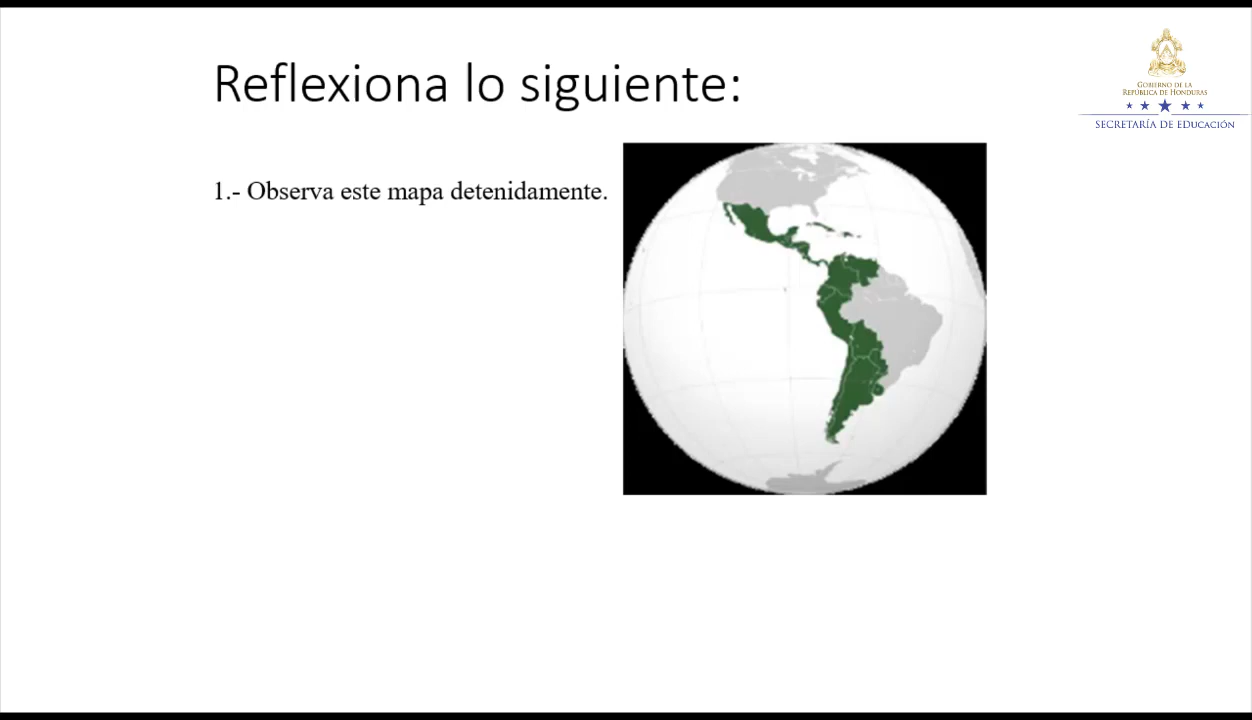 Reflexiona lo siguiente:
GOBIERNO DE LA
REPÚBLICA DE HONDURAS
SECRETARÍA DE EDUCACIÓN
1.- Observa este mapa detenidamente.